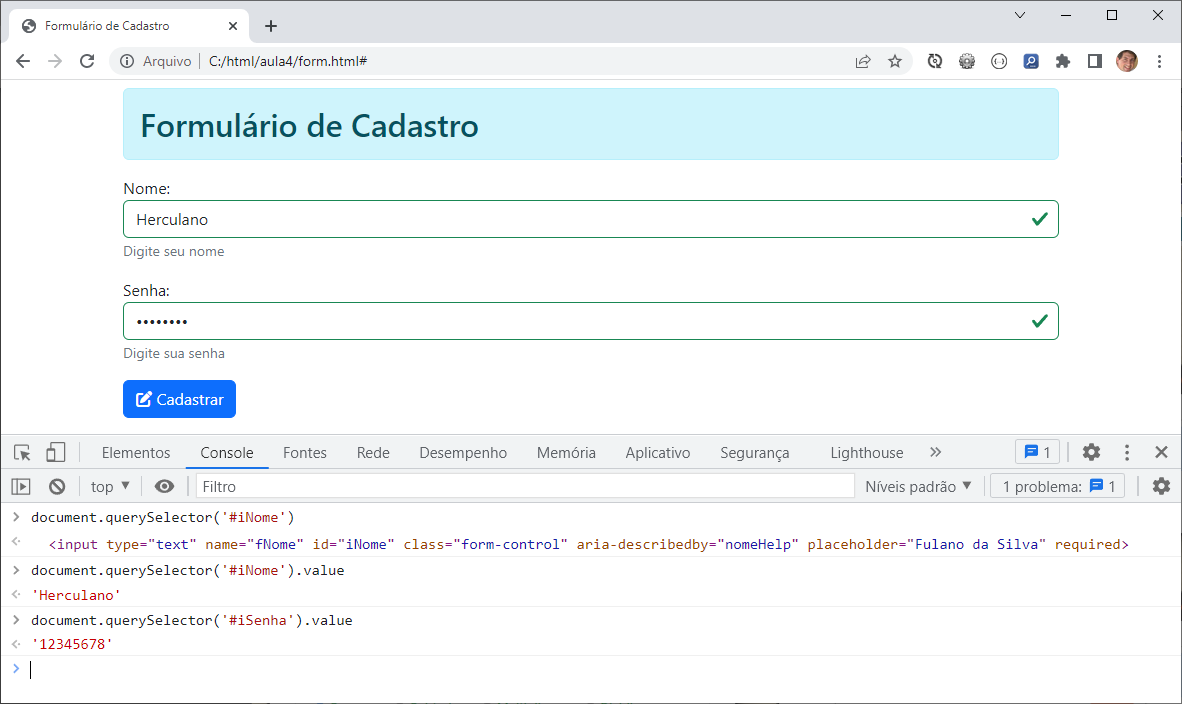 Formulário de Cadastro
Arquivo C:/html/aula4/form.html#
Formulário de Cadastro
Nome:
Herculano
Digite seu nome
Senha:
••••••••
Digite sua senha
Cadastrar
Elementos Console Fontes Rede Desempenho Memória Aplicativo Segurança Lighthouse » 1
top ▼ Filtro Níveis padrão ▼ 1 problema: 1
> document.querySelector('#iNome')
<input type="text" name="fNome" id="iNome" class="form-control" aria-describedby="nomeHelp" placeholder="Fulano da Silva" required>
> document.querySelector('#iNome').value
'Herculano'
> document.querySelector('#iSenha').value
'12345678'
>